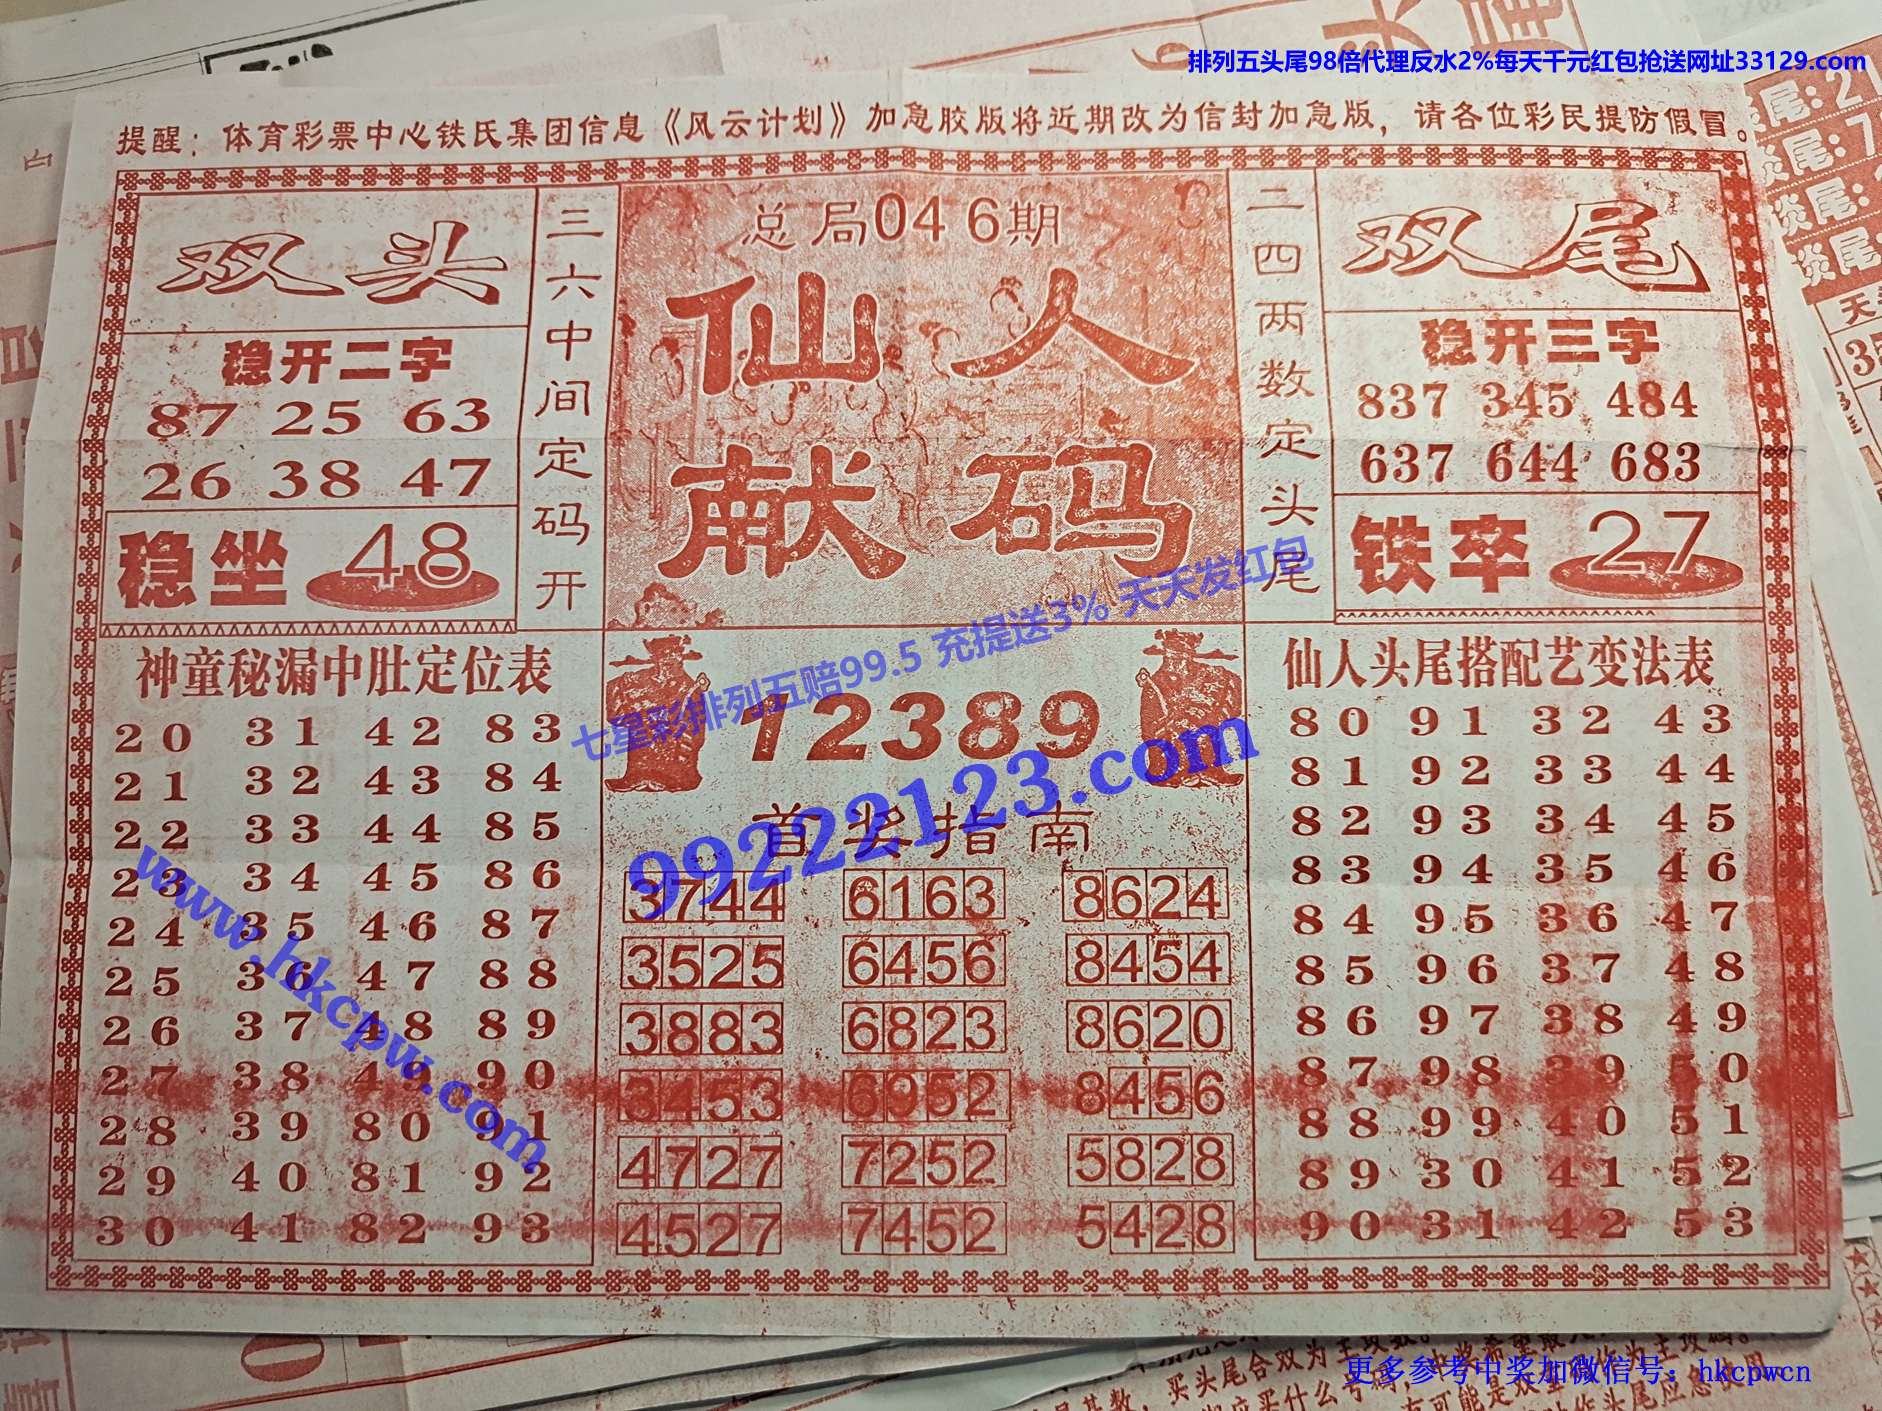 排列五头尾98倍代理反水2%每天千元红包抢送网址33129.com
提醒：体育彩票中心铁氏集团信息《风云计划》加急胶版将近期改为信封加急版，请各位彩民提防假冒。
双头
稳开二字
87 25 63
26 38 47
稳坐 48
三六中间定码开
总局046期
仙人
献码
二四两数定头尾
双尾
稳开三字
837 345 484
637 644 683
铁卒 27
七星彩排列五赔99.5 充提送3% 天天发红包
神童秘漏中肚定位表
20 31 42 83
21 32 43 84
22 33 44 85
23 34 45 86
24 35 46 87
25 36 47 88
26 37 48 89
27 38 49 90
28 39 80 91
29 40 81 92
30 41 82 93
www.hkcpw.com
12389
99222123.com
首奖指南
3744 6163 8624
3525 6456 8454
3883 6823 8620
3453 6952 8456
4727 7252 5828
4527 7452 5428
仙人头尾搭配艺变法表
80 91 32 43
81 92 33 44
82 93 34 45
83 94 35 46
84 95 36 47
85 96 37 48
86 97 38 49
87 98 39 50
88 99 40 51
89 30 41 52
90 31 42 53
更多参考中奖加微信号：hkcpwcn